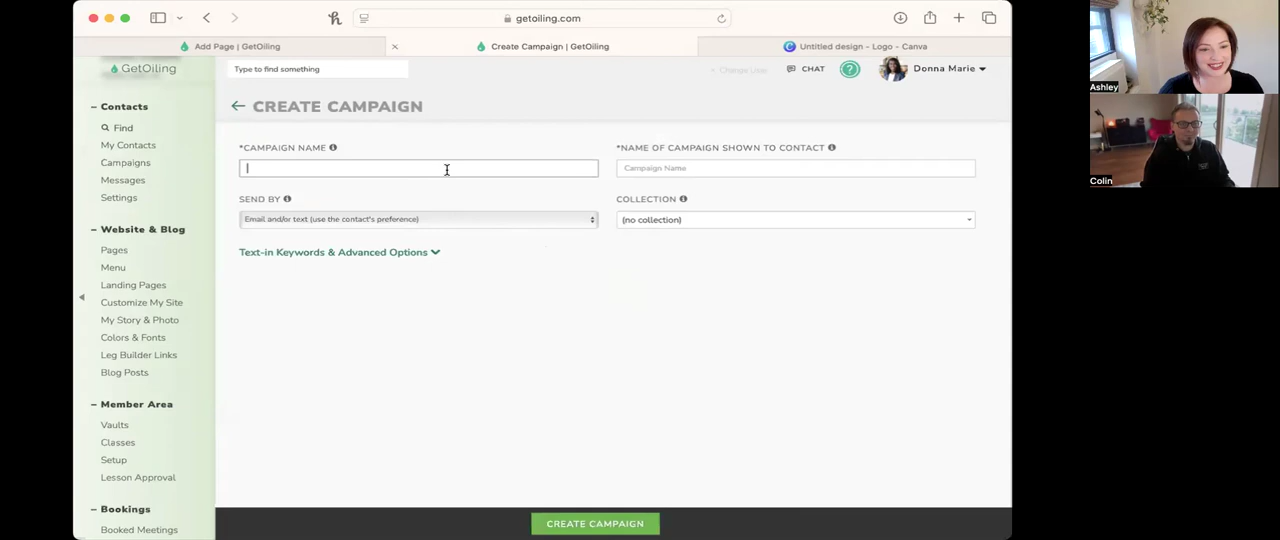 getoiling.com
Add Page | GetOiling
Create Campaign | GetOiling
Untitled design - Logo - Canva
GetOiling
Type to find something
Change User
CHAT
?
Donna Marie
Contacts
Find
My Contacts
Campaigns
Messages
Settings
Website & Blog
Pages
Menu
Landing Pages
Customize My Site
My Story & Photo
Colors & Fonts
Leg Builder Links
Blog Posts
Member Area
Vaults
Classes
Setup
Lesson Approval
Bookings
Booked Meetings
CREATE CAMPAIGN
*CAMPAIGN NAME
*NAME OF CAMPAIGN SHOWN TO CONTACT
Campaign Name
SEND BY
COLLECTION
Email and/or text (use the contact's preference)
(no collection)
Text-in Keywords & Advanced Options
CREATE CAMPAIGN
Ashley
Colin